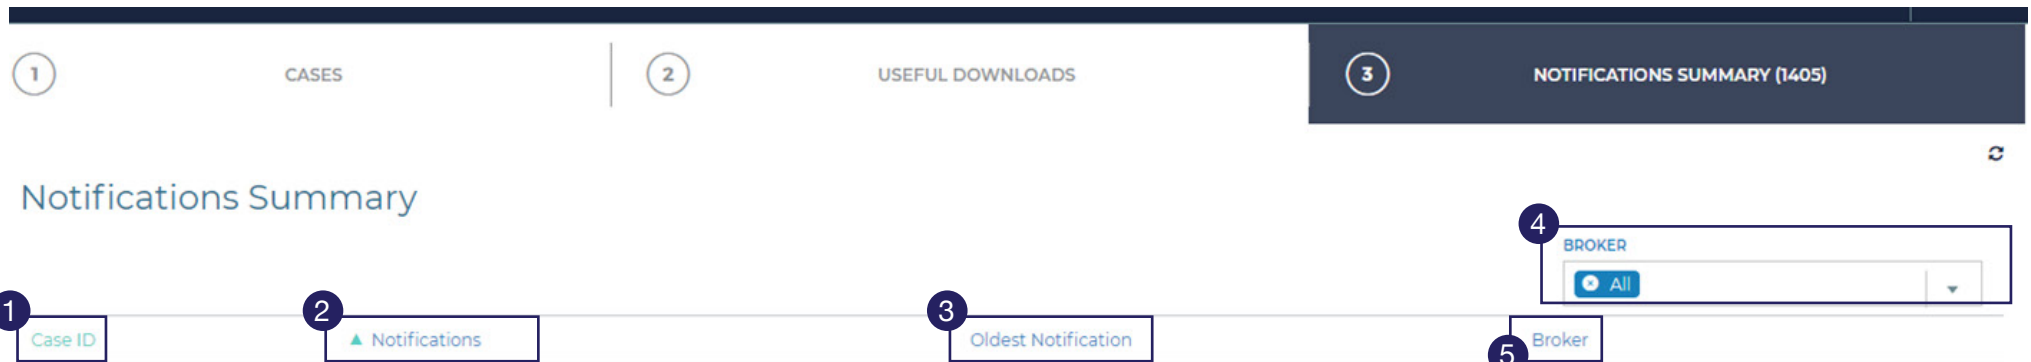 1 CASES 2 USEFUL DOWNLOADS 3 NOTIFICATIONS SUMMARY (1405)
Notifications Summary
4
BROKER
All
1 2 3
Case ID Notifications Oldest Notification Broker
5